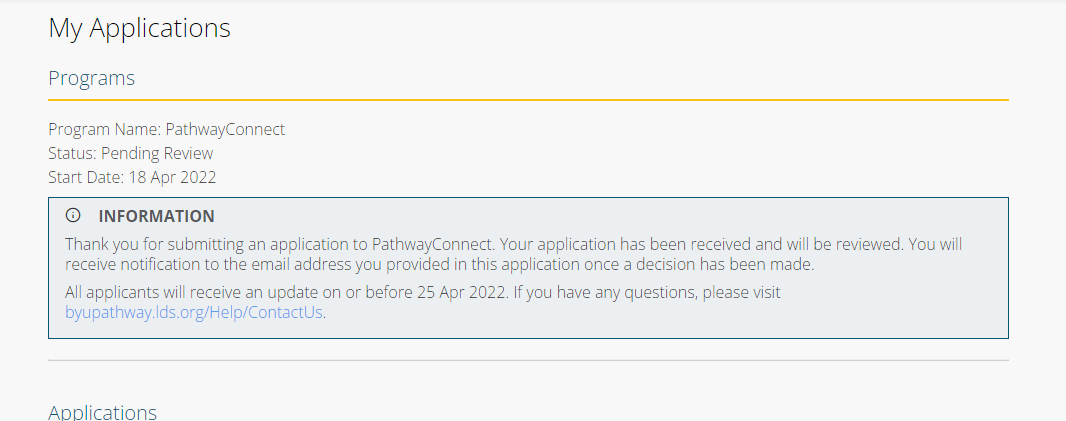 My Applications
Programs
Program Name: PathwayConnect
Status: Pending Review
Start Date: 18 Apr 2022
INFORMATION
Thank you for submitting an application to PathwayConnect. Your application has been received and will be reviewed. You will
receive notification to the email address you provided in this application once a decision has been made.
All applicants will receive an update on or before 25 Apr 2022. If you have any questions, please visit
byupathway.lds.org/Help/ContactUs.
Applications